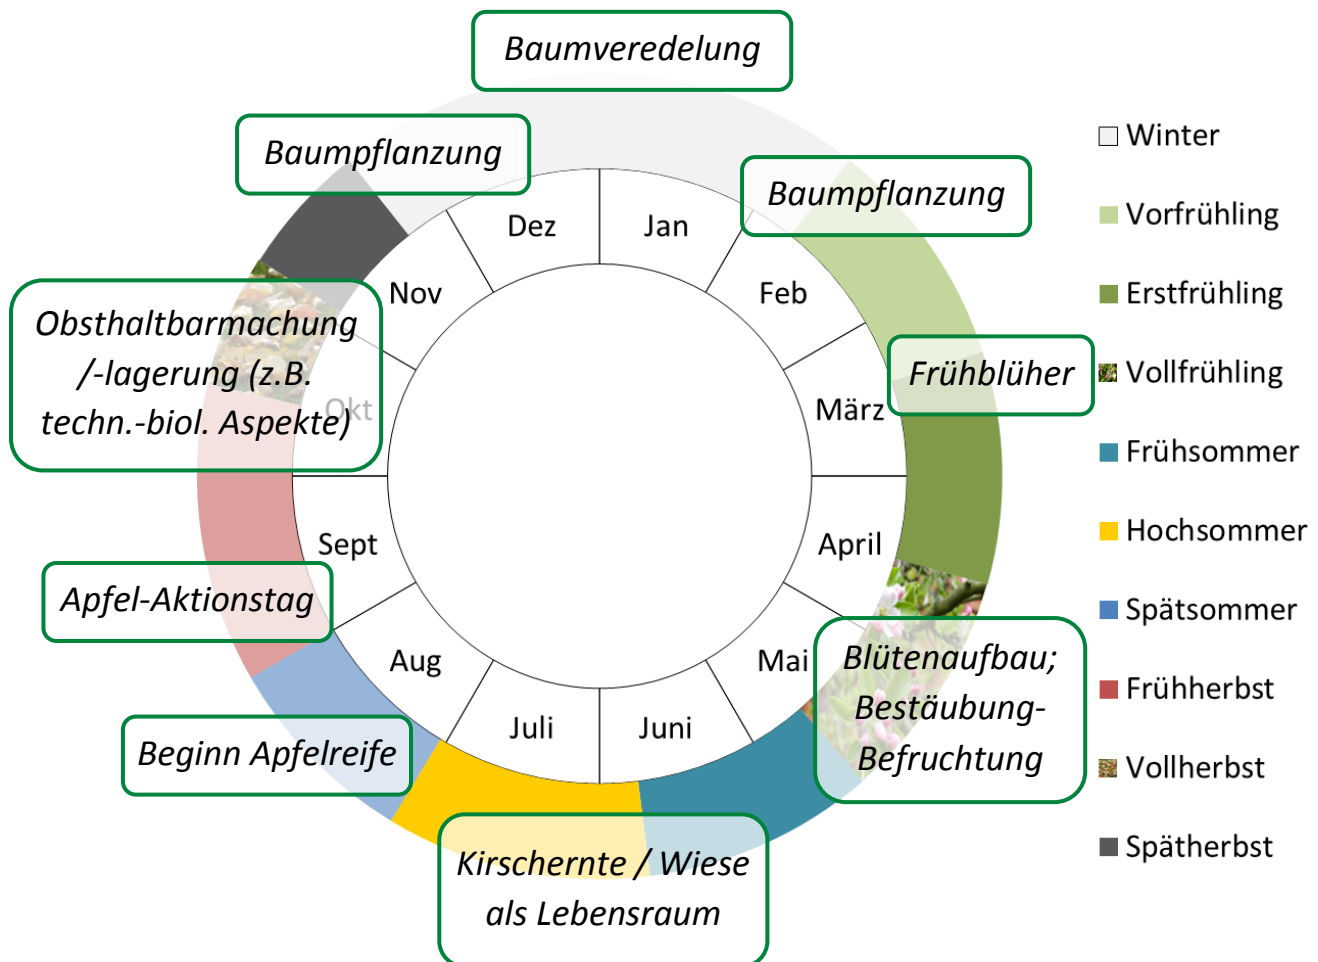 Baumveredelung
Baumpflanzung
Baumpflanzung
Obsthaltbarmachung
/-lagerung (z.B.
techn.-biol. Aspekte)
Frühblüher
Apfel-Aktionstag
Blütenaufbau;
Bestäubung-
Befruchtung
Beginn Apfelreife
Kirschernte / Wiese
als Lebensraum
Jan
Feb
März
April
Mai
Juni
Juli
Aug
Sept
Okt
Nov
Dez
Winter
Vorfrühling
Erstfrühling
Vollfrühling
Frühsommer
Hochsommer
Spätsommer
Frühherbst
Vollherbst
Spätherbst